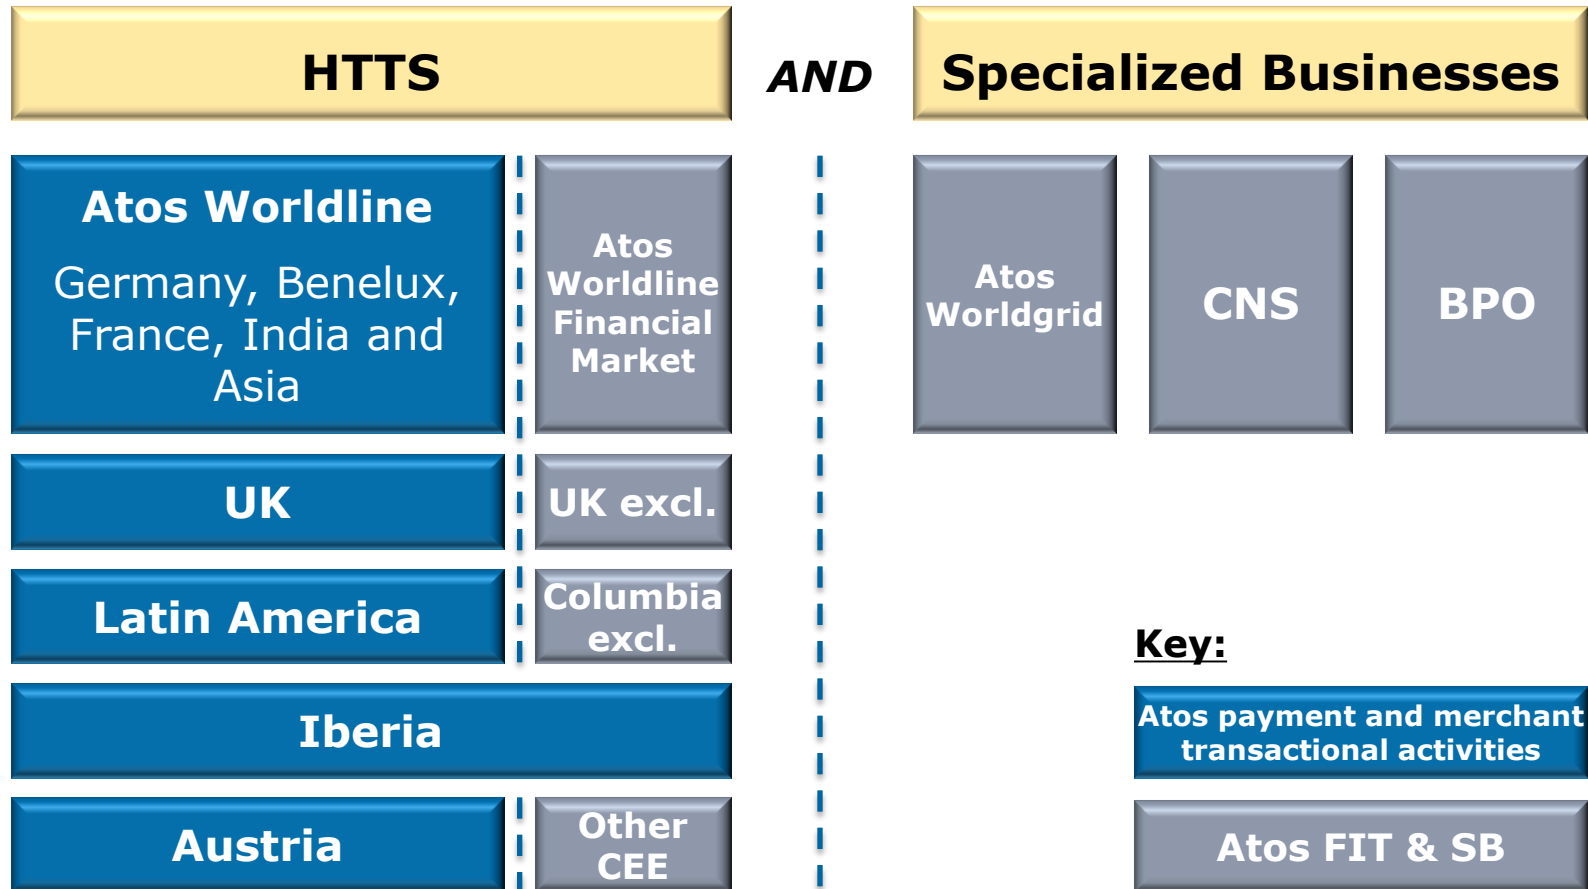 HTTS
AND
Specialized Businesses
Atos Worldline
Germany, Benelux,
France, India and
Asia
Atos
Worldline
Financial
Market
Atos
Worldgrid
CNS
BPO
UK
UK excl.
Latin America
Columbia
excl.
Iberia
Austria
Other
CEE
Key:
Atos payment and merchant
transactional activities
Atos FIT & SB